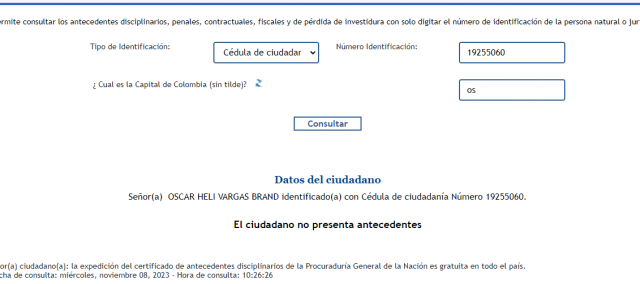 ermite consultar los antecedentes disciplinarios, penales, contractuales, fiscales y de pérdida de investidura con solo digitar el número de identificación de la persona natural o jur
Tipo de Identificación: Cédula de ciudadar Número Identificación: 19255060
¿ Cual es la Capital de Colombia (sin tilde)? os
Consultar
Datos del ciudadano
Señor(a) OSCAR HELI VARGAS BRAND identificado(a) con Cédula de ciudadanía Número 19255060.
El ciudadano no presenta antecedentes
or(a) ciudadano(a): la expedición del certificado de antecedentes disciplinarios de la Procuraduría General de la Nación es gratuita en todo el país.
cha de consulta: miércoles, noviembre 08, 2023 - Hora de consulta: 10:26:26